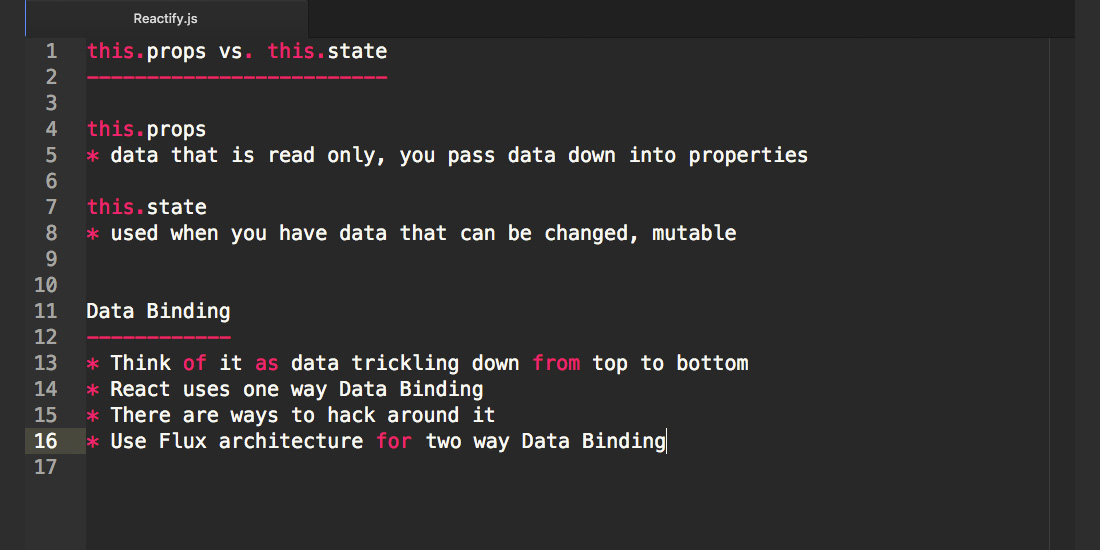 Reactify.js
1 this.props vs. this.state
2 -------------------------
3
4 this.props
5 * data that is read only, you pass data down into properties
6
7 this.state
8 * used when you have data that can be changed, mutable
9
10
11 Data Binding
12 ------------
13 * Think of it as data trickling down from top to bottom
14 * React uses one way Data Binding
15 * There are ways to hack around it
16 * Use Flux architecture for two way Data Binding
17